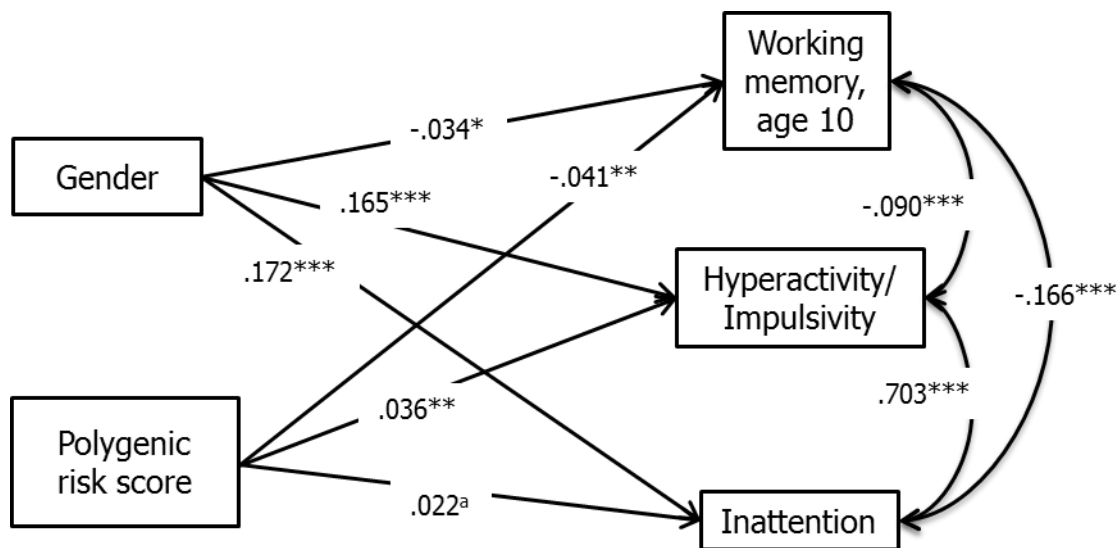 Working
memory,
age 10
-.034*
Gender
-.041**
.165***
-.090***
.172***
Hyperactivity/
Impulsivity
-.166***
.036**
.703***
Polygenic
risk score
.022ᵃ
Inattention